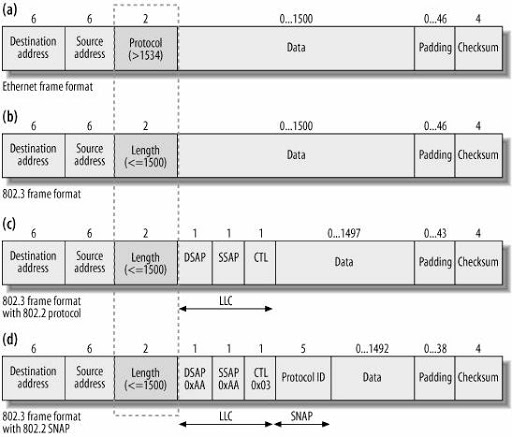 (a)
6 6 2 0...1500 0...46 4
Destination address Source address Protocol (>1534) Data Padding Checksum
Ethernet frame format
(b)
6 6 2 0...1500 0...46 4
Destination address Source address Length (<=1500) Data Padding Checksum
802.3 frame format
(c)
6 6 2 1 1 1 0...1497 0...43 4
Destination address Source address Length (<=1500) DSAP SSAP CTL Data Padding Checksum
802.3 frame format
with 802.2 protocol
LLC
(d)
6 6 2 1 1 1 5 0...1492 0...38 4
Destination address Source address Length (<=1500) DSAP 0xAA SSAP 0xAA CTL 0x03 Protocol ID Data Padding Checksum
802.3 frame format
with 802.2 SNAP
LLC SNAP